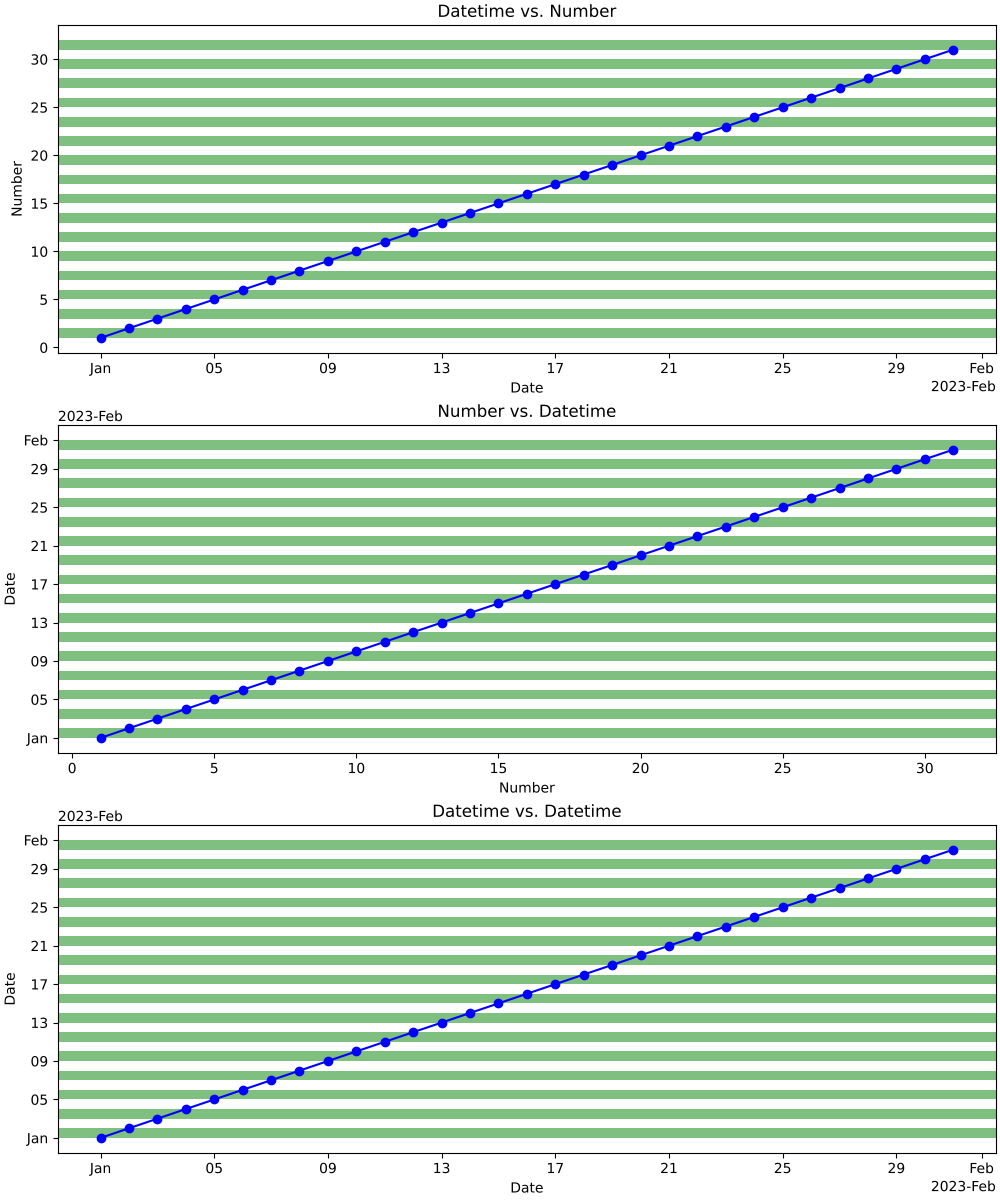 Datetime vs. Number
30
25
20
15
10
5
0
Number
Jan 05 09 13 17 21 25 29 Feb
Date
2023-Feb
2023-Feb
Number vs. Datetime
Feb
29
25
21
17
13
09
05
Jan
Date
0 5 10 15 20 25 30
Number
2023-Feb
Datetime vs. Datetime
Feb
29
25
21
17
13
09
05
Jan
Date
Jan 05 09 13 17 21 25 29 Feb
Date
2023-Feb